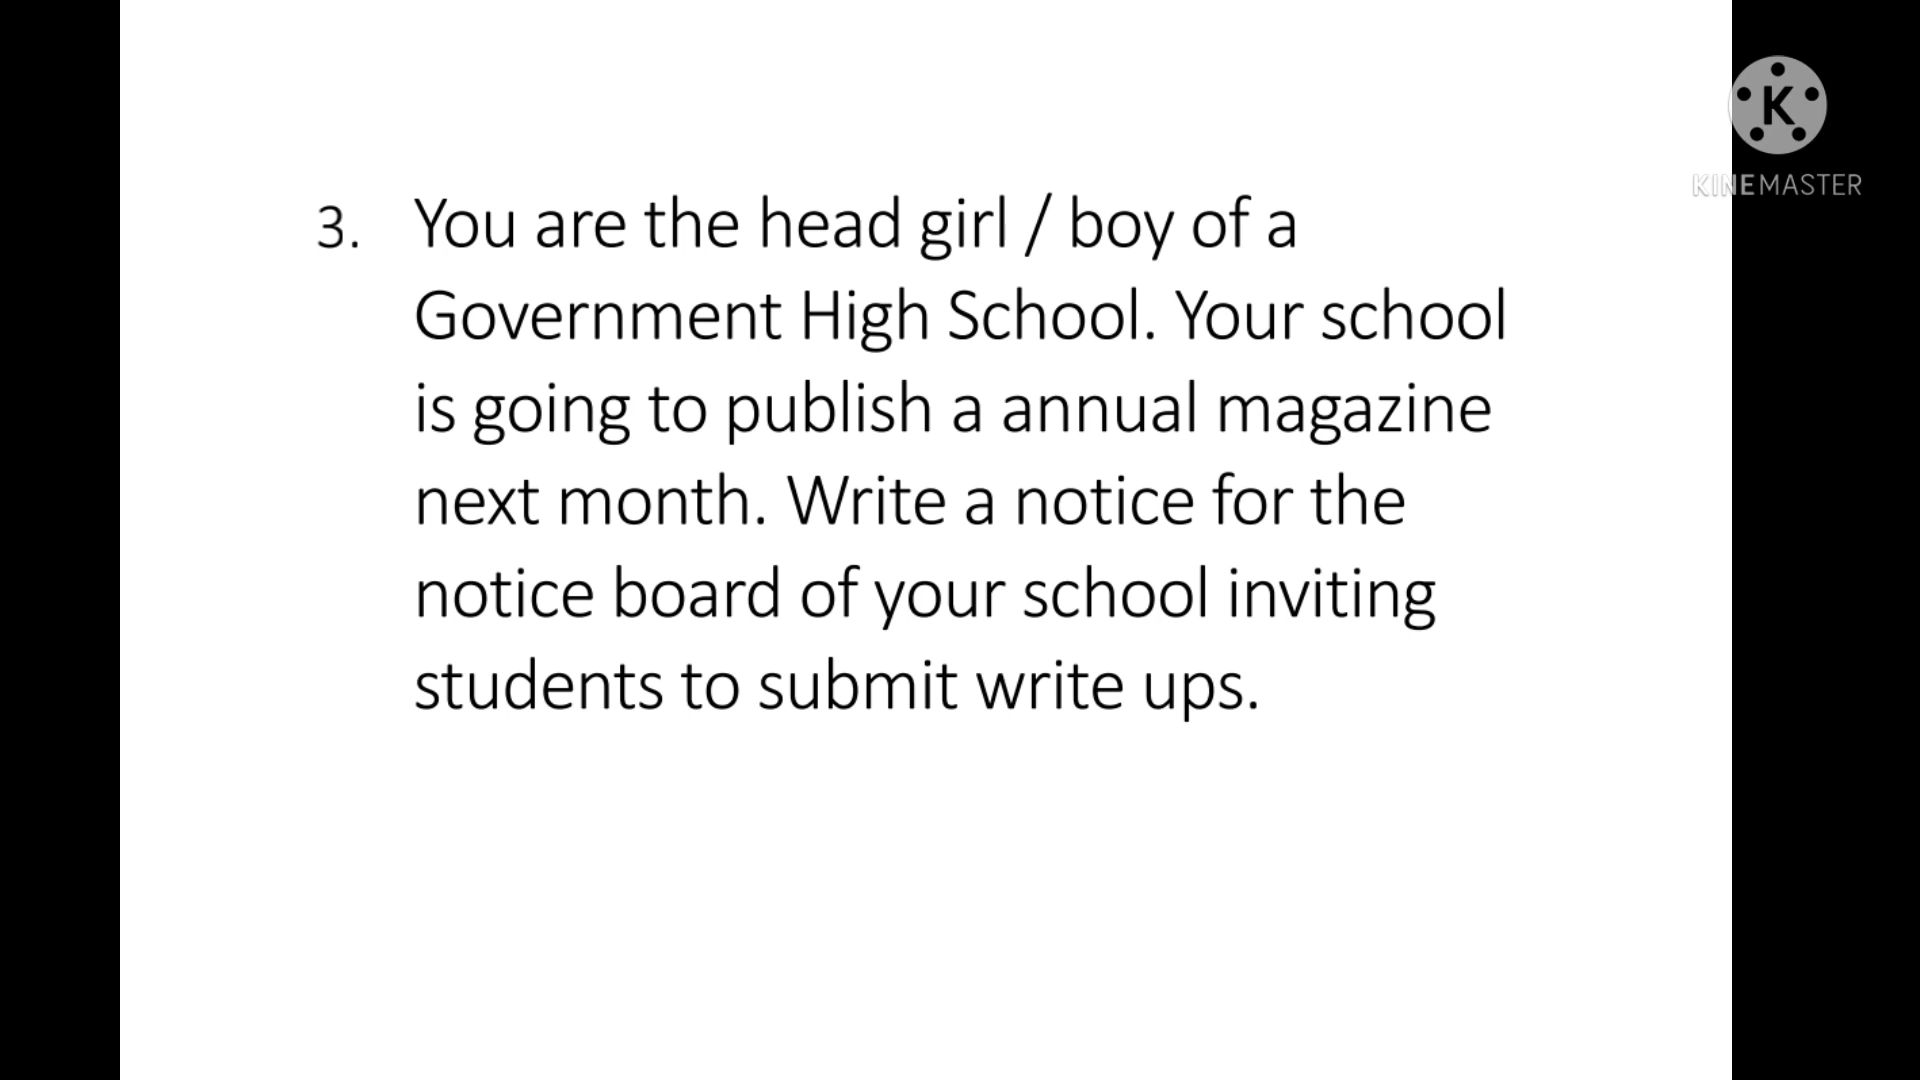 3. You are the head girl / boy of a
Government High School. Your school
is going to publish a annual magazine
next month. Write a notice for the
notice board of your school inviting
students to submit write ups.
K
KINEMASTER